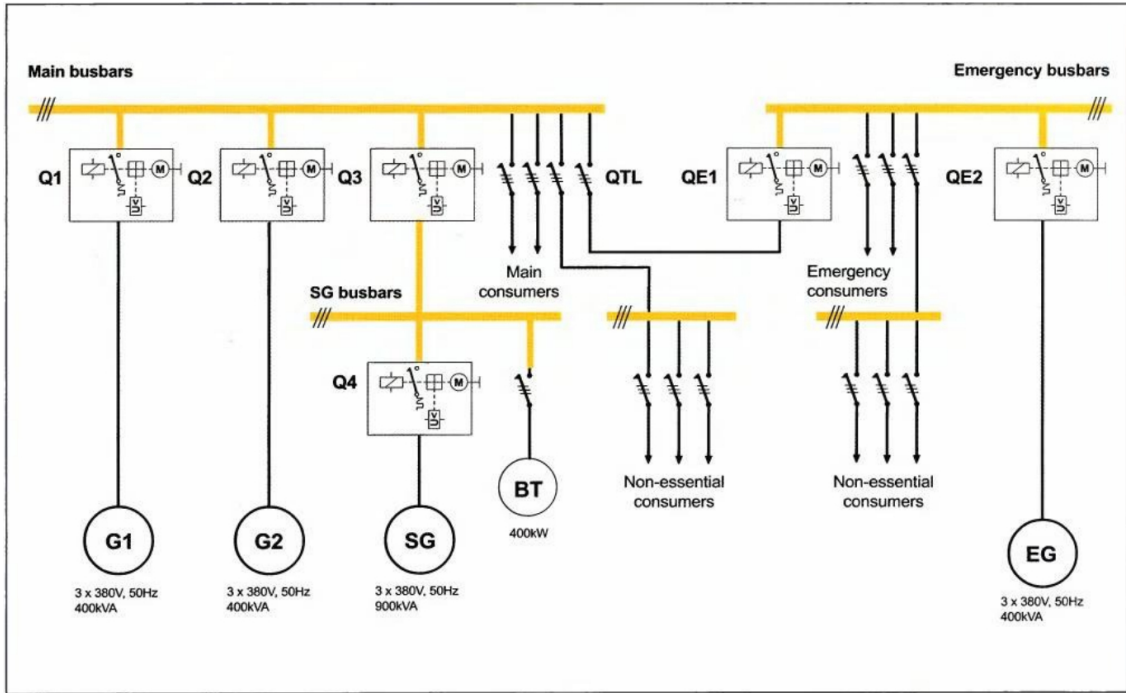 Main busbars
Emergency busbars
Q1
M
Q2
M
Q3
M
QTL
QE1
M
QE2
M
Main
consumers
Emergency
consumers
SG busbars
Q4
M
Non-essential
consumers
Non-essential
consumers
BT
400kW
G1
G2
SG
EG
3 x 380V, 50Hz
400kVA
3 x 380V, 50Hz
400kVA
3 x 380V, 50Hz
900kVA
3 x 380V, 50Hz
400kVA